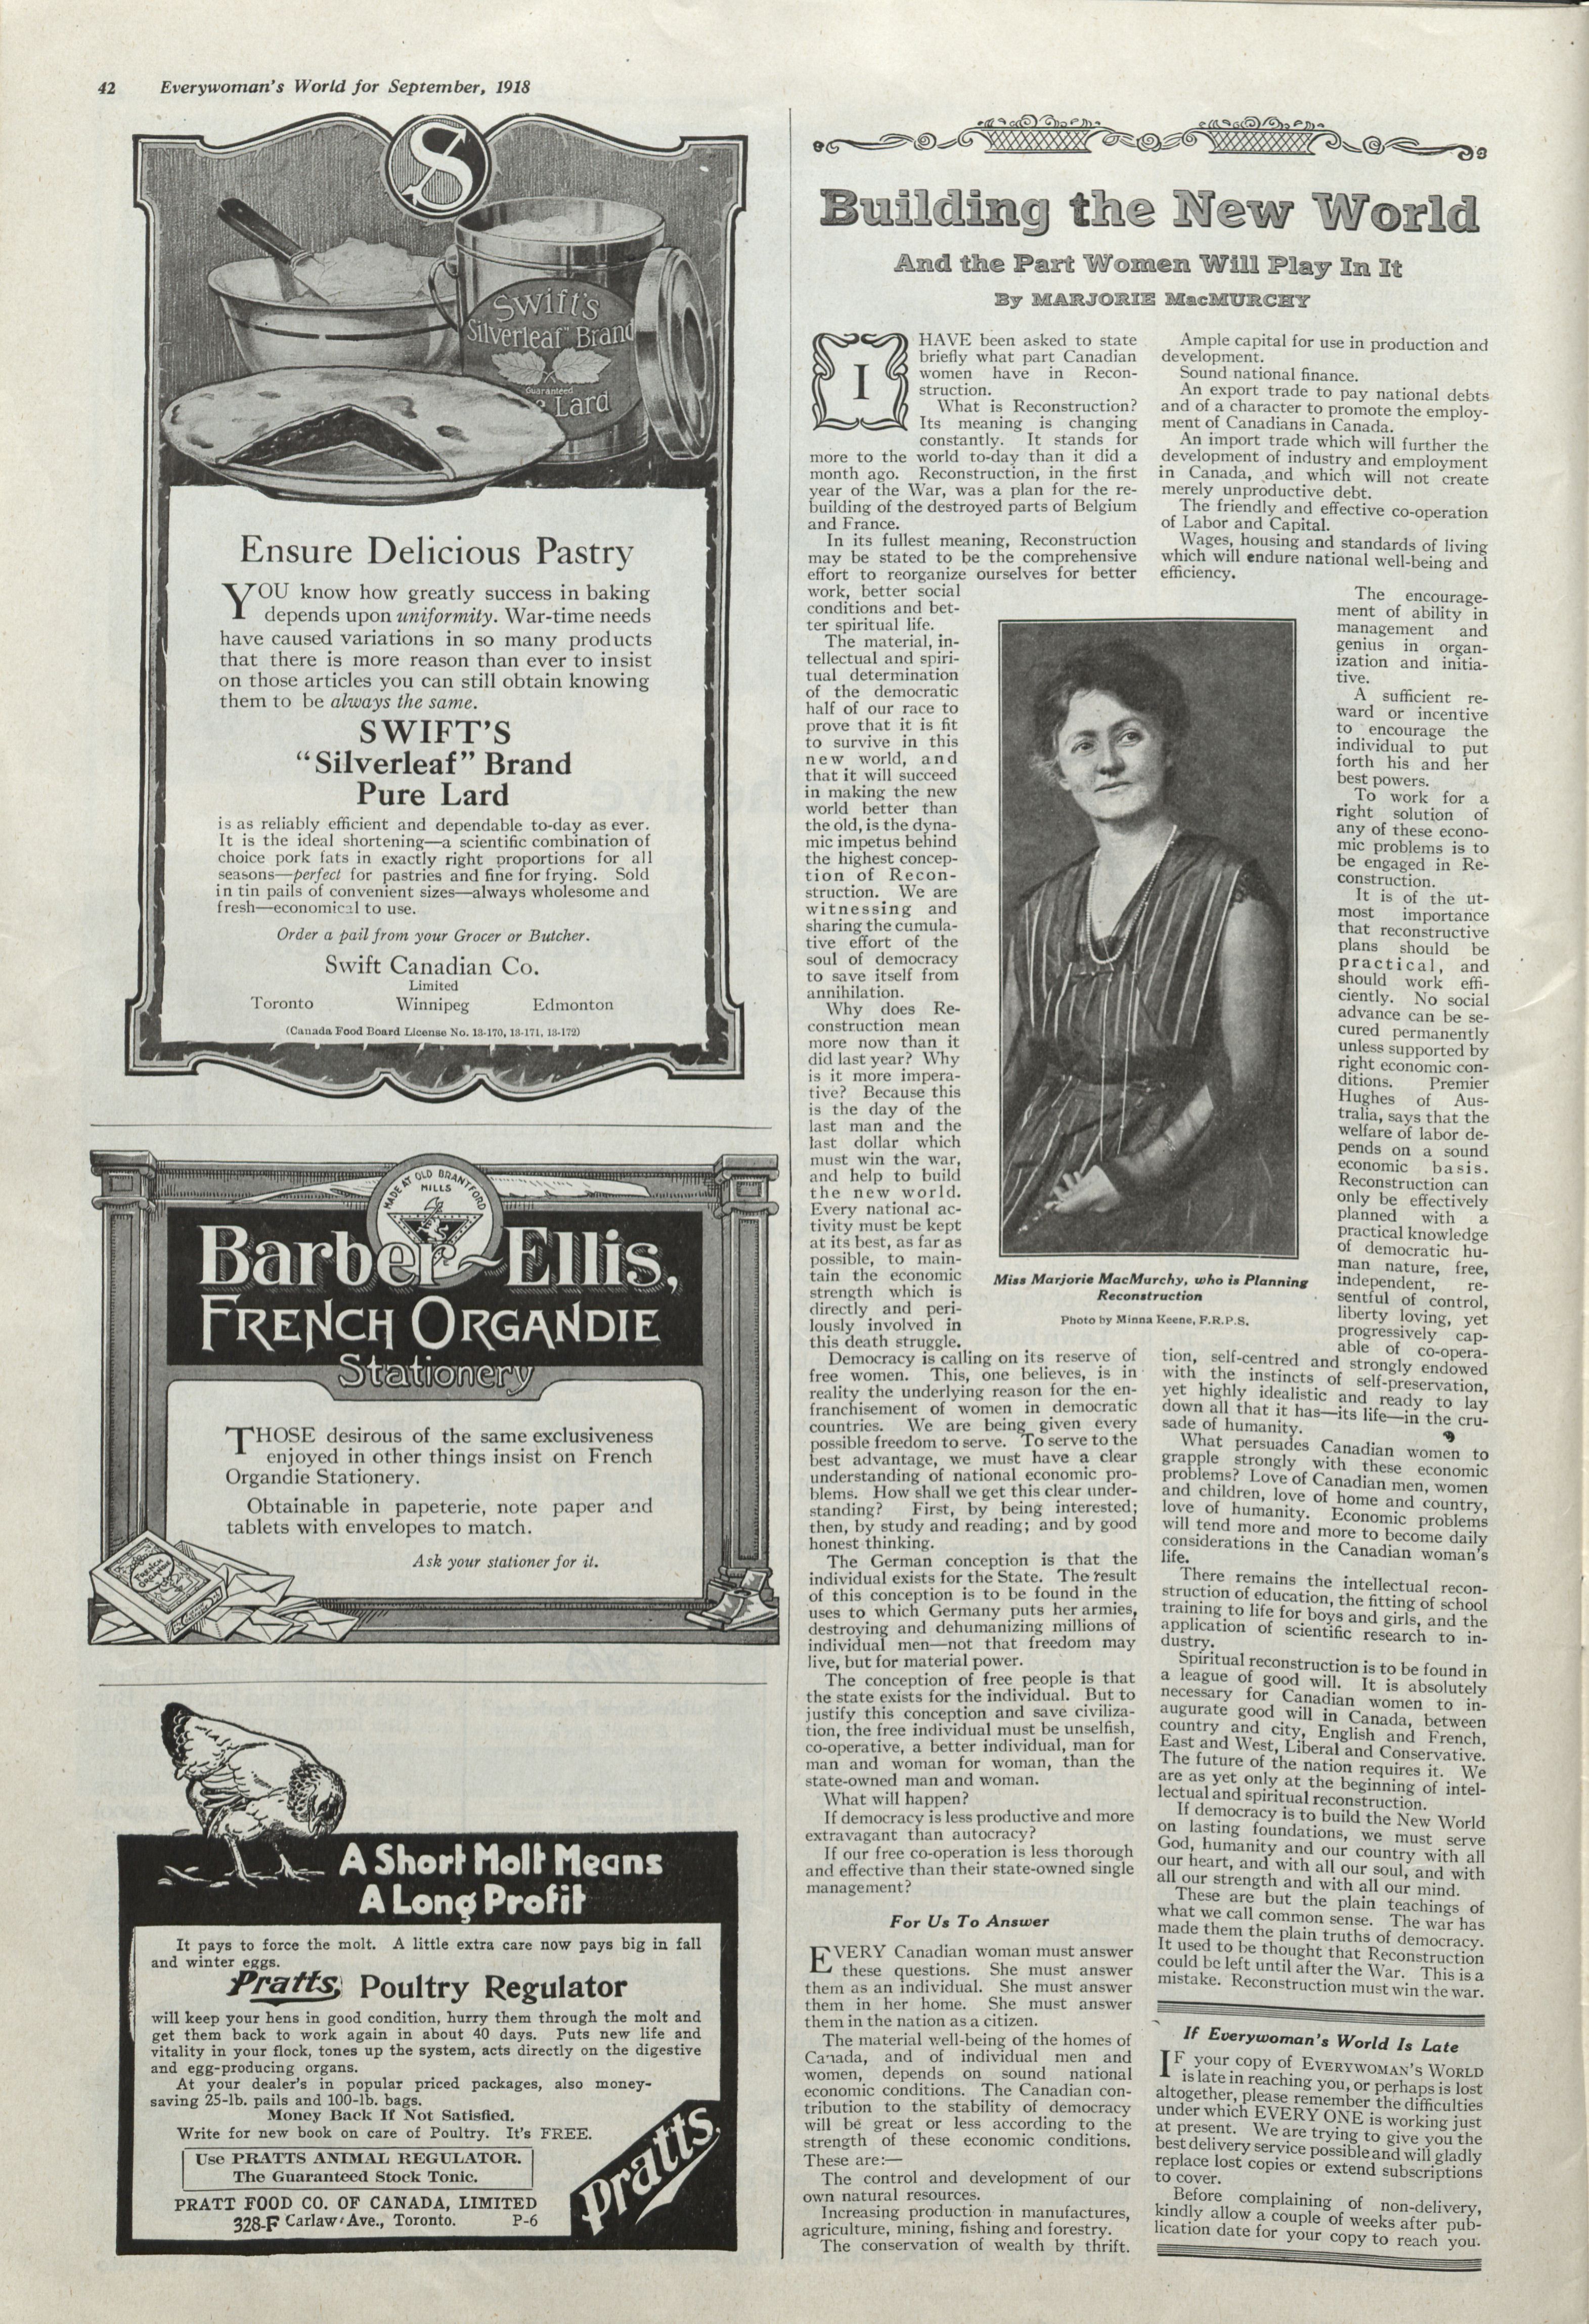 42 Everywoman's World for September, 1918
S
Swift's
"Silverleaf" Brand
Guaranteed
Lard
Ensure Delicious Pastry
YOU know how greatly success in baking
depends upon uniformity. War-time needs
have caused variations in so many products
that there is more reason than ever to insist
on those articles you can still obtain knowing
them to be always the same.
SWIFT'S
"Silverleaf" Brand
Pure Lard
is as reliably efficient and dependable to-day as ever.
It is the ideal shortening—a scientific combination of
choice pork fats in exactly right proportions for all
seasons—perfect for pastries and fine for frying. Sold
in tin pails of convenient sizes—always wholesome and
fresh—economical to use.
Order a pail from your Grocer or Butcher.
Swift Canadian Co.
Limited
Toronto Winnipeg Edmonton
(Canada Food Board License No. 13-170, 13-171, 13-172)
MADE AT OLD BRANTFORD
MILLS
Barber-Ellis,
FRENCH ORGANDIE
Stationery
THOSE desirous of the same exclusiveness
enjoyed in other things insist on French
Organdie Stationery.
Obtainable in papeterie, note paper and
tablets with envelopes to match.
Ask your stationer for it.
A Short Molt Means
A Long Profit
It pays to force the molt. A little extra care now pays big in fall
and winter eggs.
Pratts, Poultry Regulator
will keep your hens in good condition, hurry them through the molt and
get them back to work again in about 40 days. Puts new life and
vitality in your flock, tones up the system, acts directly on the digestive
and egg-producing organs.
At your dealer's in popular priced packages, also money-
saving 25-lb. pails and 100-lb. bags.
Money Back If Not Satisfied.
Write for new book on care of Poultry. It's FREE.
Use PRATTS ANIMAL REGULATOR.
The Guaranteed Stock Tonic.
PRATT FOOD CO. OF CANADA, LIMITED
328-F Carlaw Ave., Toronto. P-6
Pratts,
Building the New World
And the Part Women Will Play In It
By MARJORIE MacMURCHY
I HAVE been asked to state
briefly what part Canadian
women have in Recon-
struction.
What is Reconstruction?
Its meaning is changing
constantly. It stands for
more to the world to-day than it did a
month ago. Reconstruction, in the first
year of the War, was a plan for the re-
building of the destroyed parts of Belgium
and France.
In its fullest meaning, Reconstruction
may be stated to be the comprehensive
effort to reorganize ourselves for better
work, better social
conditions and bet-
ter spiritual life.
The material, in-
tellectual and spiri-
tual determination
of the democratic
half of our race to
prove that it is fit
to survive in this
new world, and
that it will succeed
in making the new
world better than
the old, is the dyna-
mic impetus behind
the highest concep-
tion of Recon-
struction. We are
witnessing and
sharing the cumula-
tive effort of the
soul of democracy
to save itself from
annihilation.
Why does Re-
construction mean
more now than it
did last year? Why
is it more impera-
tive? Because this
is the day of the
last man and the
last dollar which
must win the war,
and help to build
the new world.
Every national ac-
tivity must be kept
at its best, as far as
possible, to main-
tain the economic
strength which is
directly and peri-
lously involved in
this death struggle.
Democracy is calling on its reserve of
free women. This, one believes, is in
reality the underlying reason for the en-
franchisement of women in democratic
countries. We are being given every
possible freedom to serve. To serve to the
best advantage, we must have a clear
understanding of national economic pro-
blems. How shall we get this clear under-
standing? First, by being interested;
then, by study and reading; and by good
honest thinking.
The German conception is that the
individual exists for the State. The result
of this conception is to be found in the
uses to which Germany puts her armies,
destroying and dehumanizing millions of
individual men—not that freedom may
live, but for material power.
The conception of free people is that
the state exists for the individual. But to
justify this conception and save civiliza-
tion, the free individual must be unselfish,
co-operative, a better individual, man for
man and woman for woman, than the
state-owned man and woman.
What will happen?
If democracy is less productive and more
extravagant than autocracy?
If our free co-operation is less thorough
and effective than their state-owned single
management?
For Us To Answer
EVERY Canadian woman must answer
these questions. She must answer
them as an individual. She must answer
them in her home. She must answer
them in the nation as a citizen.
The material well-being of the homes of
Canada, and of individual men and
women, depends on sound national
economic conditions. The Canadian con-
tribution to the stability of democracy
will be great or less according to the
strength of these economic conditions.
These are:—
The control and development of our
own natural resources.
Increasing production in manufactures,
agriculture, mining, fishing and forestry.
The conservation of wealth by thrift.
Ample capital for use in production and
development.
Sound national finance.
An export trade to pay national debts
and of a character to promote the employ-
ment of Canadians in Canada.
An import trade which will further the
development of industry and employment
in Canada, and which will not create
merely unproductive debt.
The friendly and effective co-operation
of Labor and Capital.
Wages, housing and standards of living
which will endure national well-being and
efficiency.
The encourage-
ment of ability in
management and
genius in organ-
ization and initia-
tive.
A sufficient re-
ward or incentive
to encourage the
individual to put
forth his and her
best powers.
To work for a
right solution of
any of these econo-
mic problems is to
be engaged in Re-
construction.
It is of the ut-
most importance
that reconstructive
plans should be
practical, and
should work effi-
ciently. No social
advance can be se-
cured permanently
unless supported by
right economic con-
ditions. Premier
Hughes of Aus-
tralia, says that the
welfare of labor de-
pends on a sound
economic basis.
Reconstruction can
only be effectively
planned with a
practical knowledge
of democratic hu-
man nature, free,
independent, re-
sentful of control,
liberty loving, yet
progressively cap-
able of co-opera-
tion, self-centred and strongly endowed
with the instincts of self-preservation,
yet highly idealistic and ready to lay
down all that it has—its life—in the cru-
sade of humanity.
What persuades Canadian women to
grapple strongly with these economic
problems? Love of Canadian men, women
and children, love of home and country,
love of humanity. Economic problems
will tend more and more to become daily
considerations in the Canadian woman's
life.
There remains the intellectual recon-
struction of education, the fitting of school
training to life for boys and girls, and the
application of scientific research to in-
dustry.
Spiritual reconstruction is to be found in
a league of good will. It is absolutely
necessary for Canadian women to in-
augurate good will in Canada, between
country and city, English and French,
East and West, Liberal and Conservative.
The future of the nation requires it. We
are as yet only at the beginning of intel-
lectual and spiritual reconstruction.
If democracy is to build the New World
on lasting foundations, we must serve
God, humanity and our country with all
our heart, and with all our soul, and with
all our strength and with all our mind.
These are but the plain teachings of
what we call common sense. The war has
made them the plain truths of democracy.
It used to be thought that Reconstruction
could be left until after the War. This is a
mistake. Reconstruction must win the war.
Miss Marjorie MacMurchy, who is Planning
Reconstruction
Photo by Minna Keene, F.R.P.S.
If Everywoman's World Is Late
IF your copy of EVERYWOMAN'S WORLD
is late in reaching you, or perhaps is lost
altogether, please remember the difficulties
under which EVERY ONE is working just
at present. We are trying to give you the
best delivery service possible and will gladly
replace lost copies or extend subscriptions
to cover.
Before complaining of non-delivery,
kindly allow a couple of weeks after pub-
lication date for your copy to reach you.